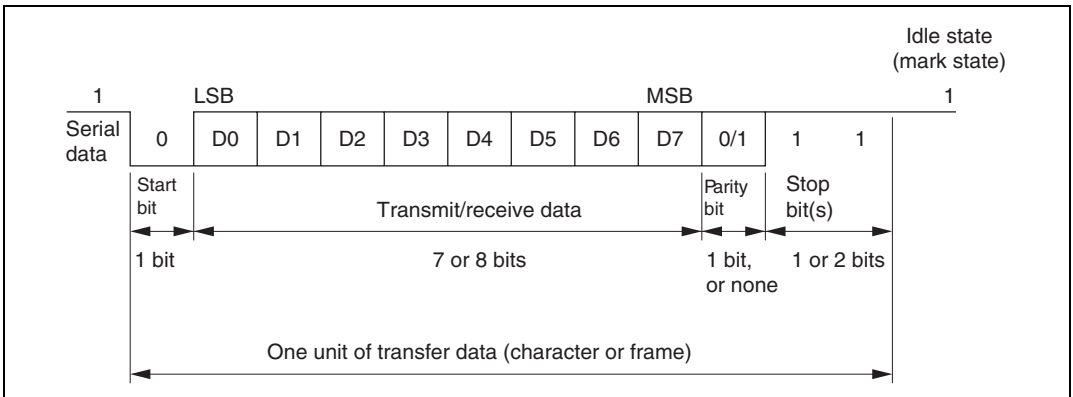 Idle state
(mark state)
1 LSB MSB 1
Serial
data
0 D0 D1 D2 D3 D4 D5 D6 D7 0/1 1 1
Start
bit
Transmit/receive data
Parity
bit
Stop
bit(s)
1 bit
7 or 8 bits
1 bit,
or none
1 or 2 bits
One unit of transfer data (character or frame)